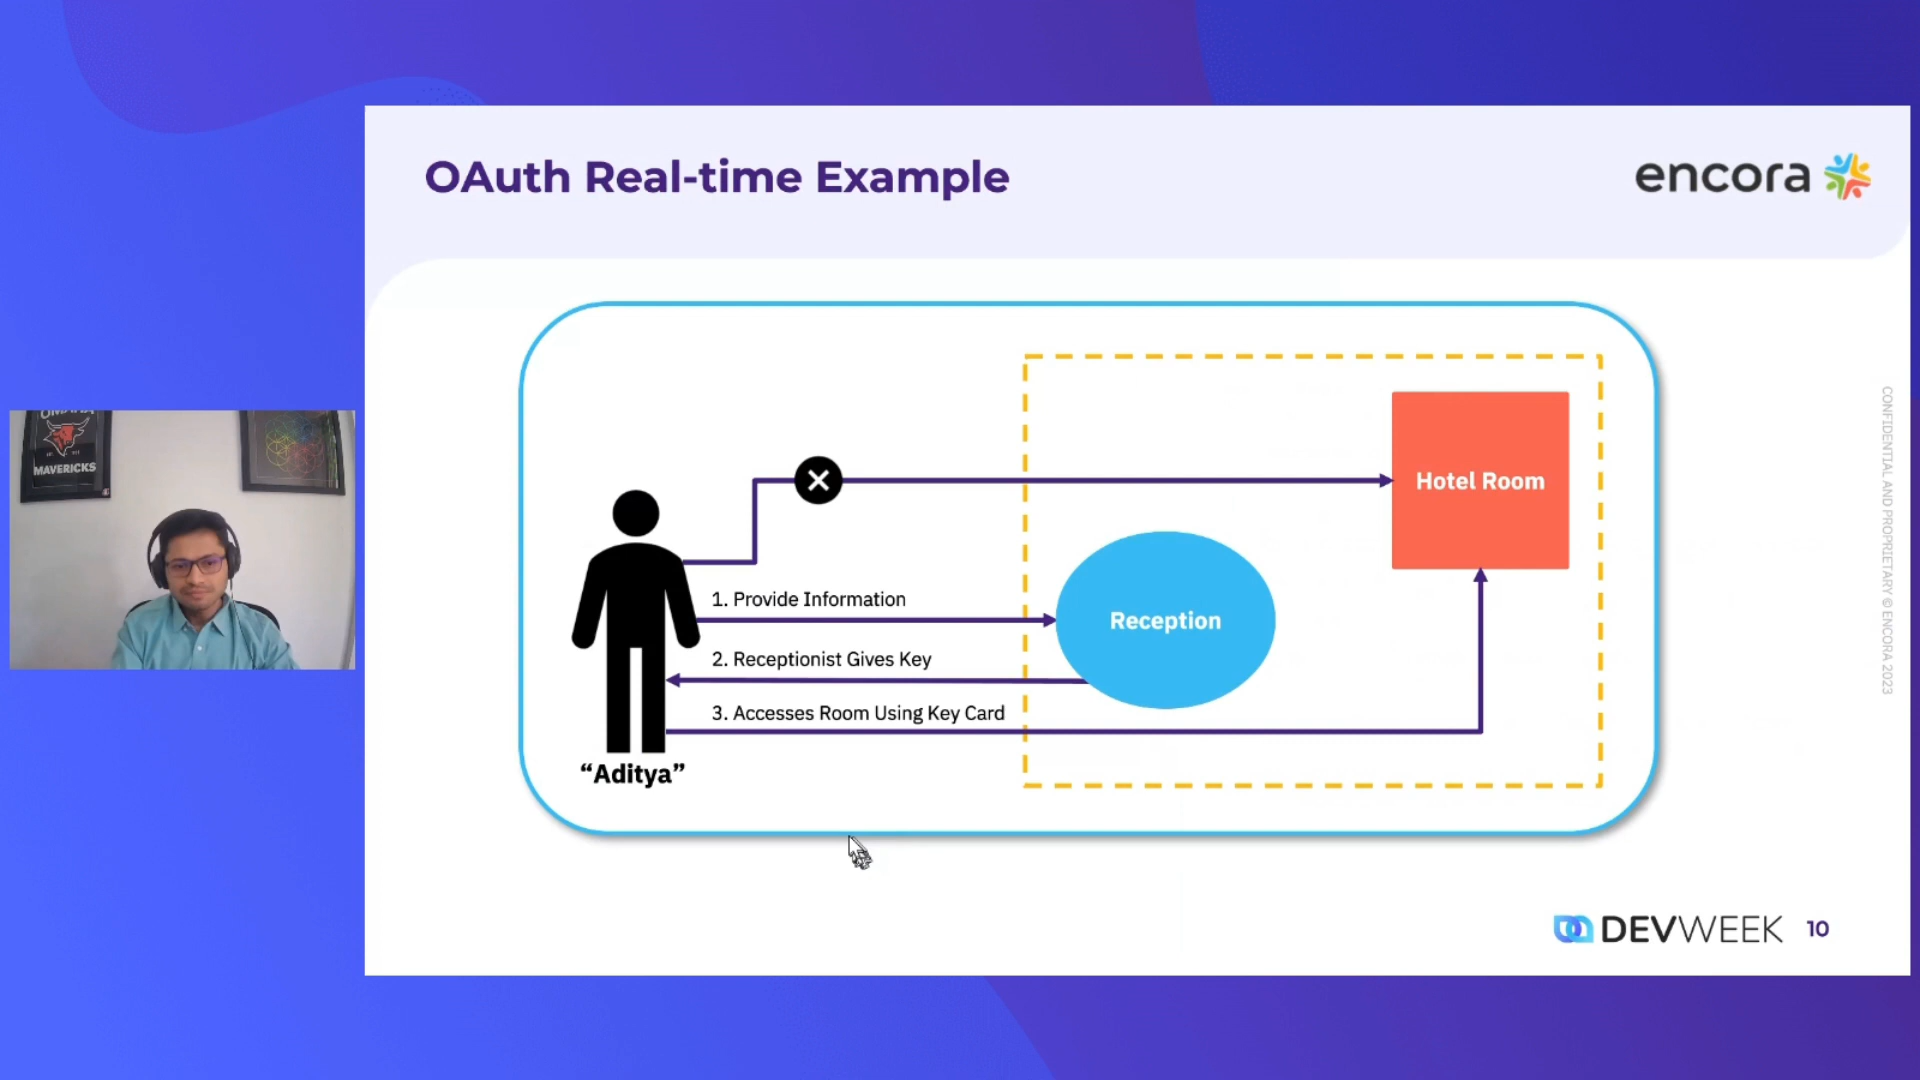 OAuth Real-time Example
encora
OMAHA
MAVERICKS
Hotel Room
1. Provide Information
Reception
2. Receptionist Gives Key
3. Accesses Room Using Key Card
“Aditya”
CONFIDENTIAL AND PROPRIETARY © ENCORA 2023
DEVWEEK 10